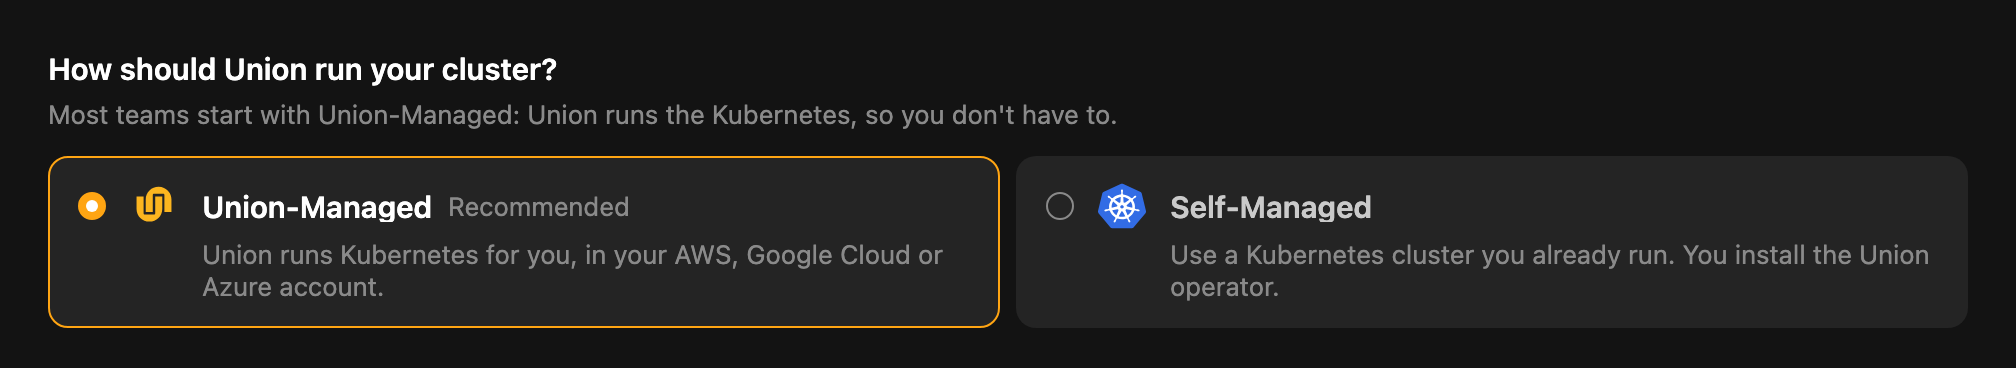 How should Union run your cluster?
Most teams start with Union-Managed: Union runs the Kubernetes, so you don't have to.
Union-Managed Recommended
Union runs Kubernetes for you, in your AWS, Google Cloud or
Azure account.
Self-Managed
Use a Kubernetes cluster you already run. You install the Union
operator.